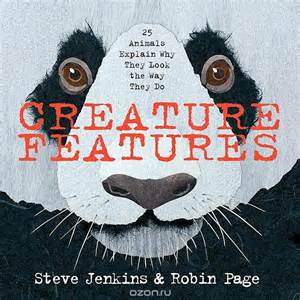 25
Animals
Explain Why
They Look
the Way
They Do
CREATURE
FEATURES
Steve Jenkins & Robin Page
ozon.ru